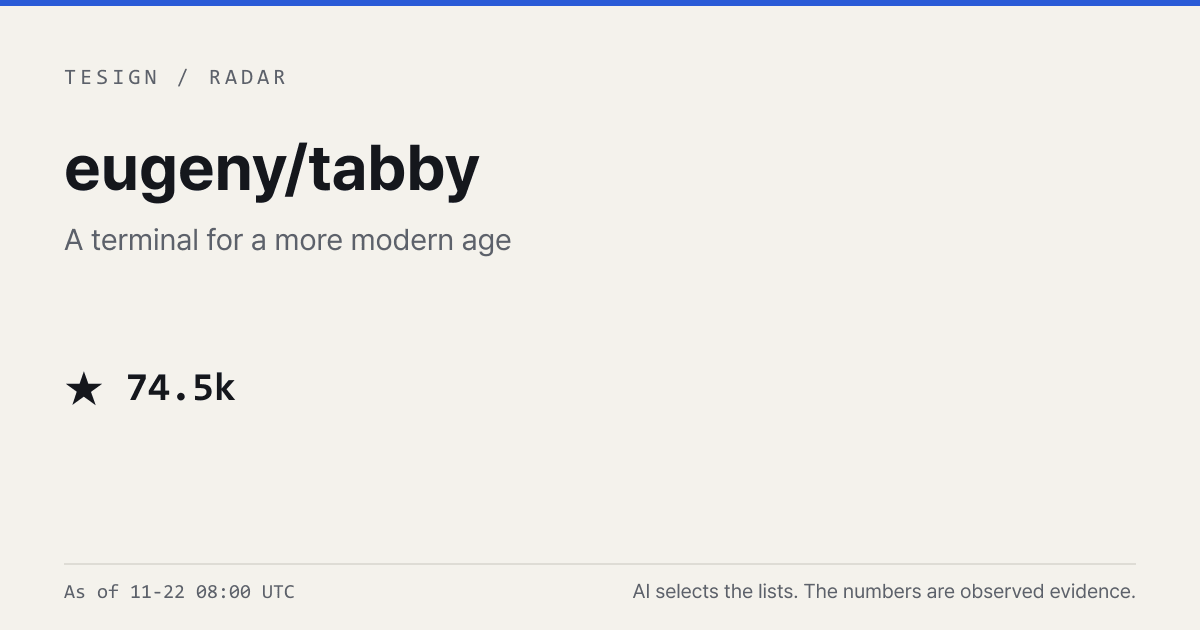 TESIGN / RADAR
eugeny/tabby
A terminal for a more modern age
★ 74.5k
As of 11-22 08:00 UTC
AI selects the lists. The numbers are observed evidence.